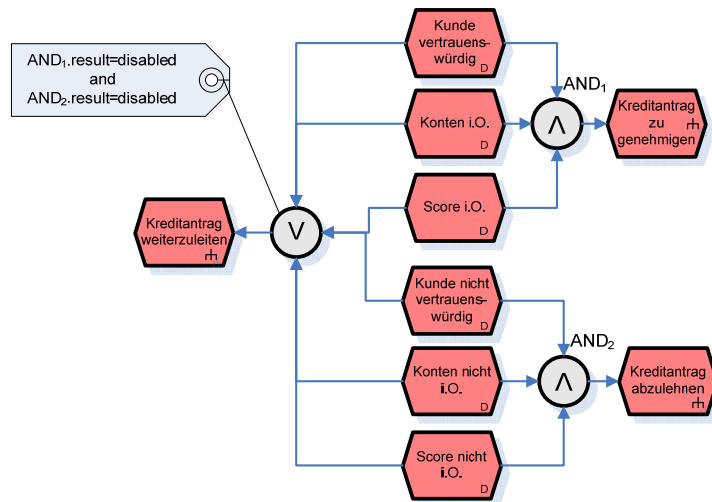 AND₁.result=disabled
and
AND₂.result=disabled
Kunde
vertrauens-
würdig
D
AND₁
Konten i.O.
D
Λ
Kreditantrag
zu
genehmigen
Score i.O.
D
Kreditantrag
weiterzuleiten
V
Kunde nicht
vertrauens-
würdig
D
AND₂
Konten nicht
i.O.
D
Λ
Kreditantrag
abzulehnen
Score nicht
i.O.
D